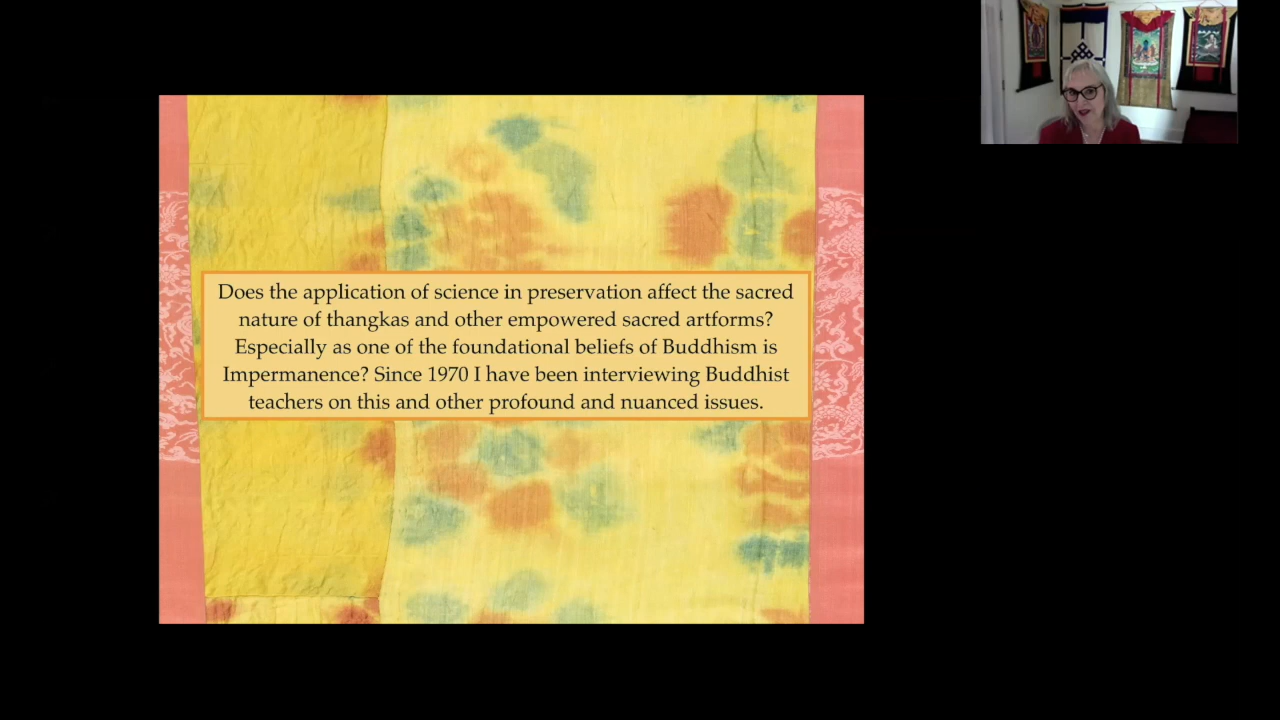 Does the application of science in preservation affect the sacred
nature of thangkas and other empowered sacred artforms?
Especially as one of the foundational beliefs of Buddhism is
Impermanence? Since 1970 I have been interviewing Buddhist
teachers on this and other profound and nuanced issues.